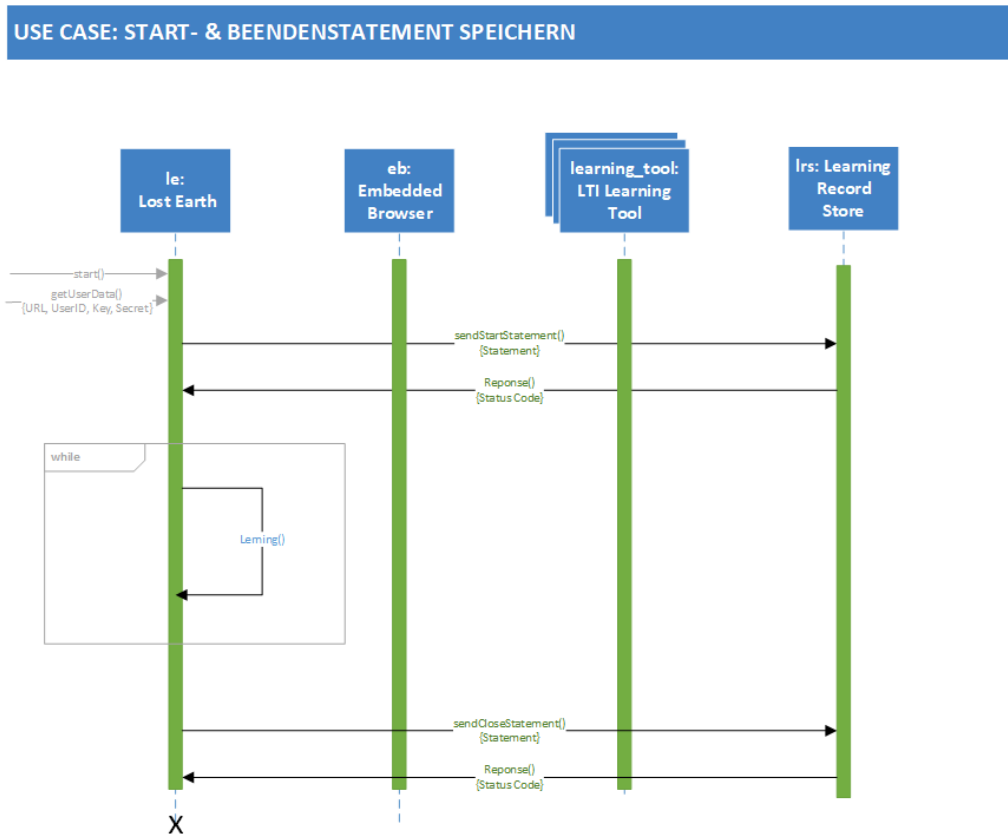 USE CASE: START- & BEENDENSTATEMENT SPEICHERN
le:
Lost Earth
eb:
Embedded
Browser
learning_tool:
LTI Learning
Tool
lrs: Learning
Record
Store
start()
getUserData()
{URL, UserID, Key, Secret}
sendStartStatement()
{Statement}
Reponse()
{Status Code}
while
Lerning()
sendCloseStatement()
{Statement}
Reponse()
{Status Code}
X